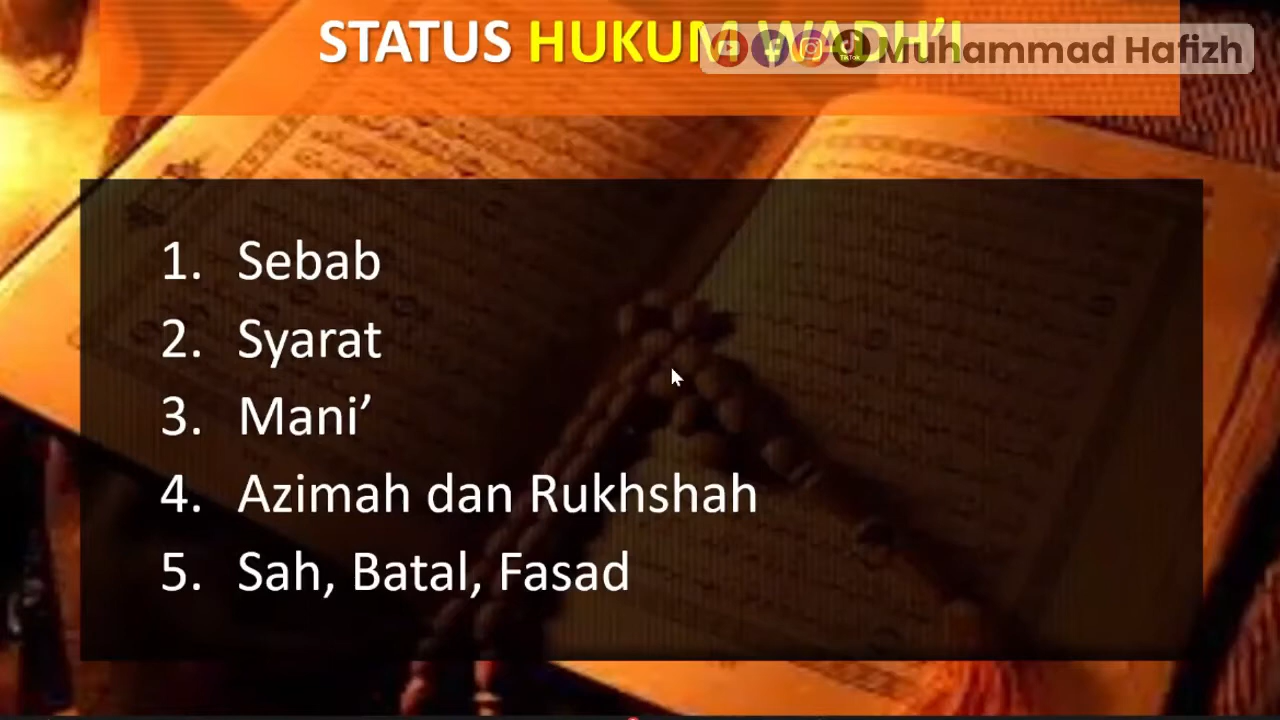 STATUS HUKUM WADH’I
Muhammad Hafizh
1. Sebab
2. Syarat
3. Mani’
4. Azimah dan Rukhshah
5. Sah, Batal, Fasad